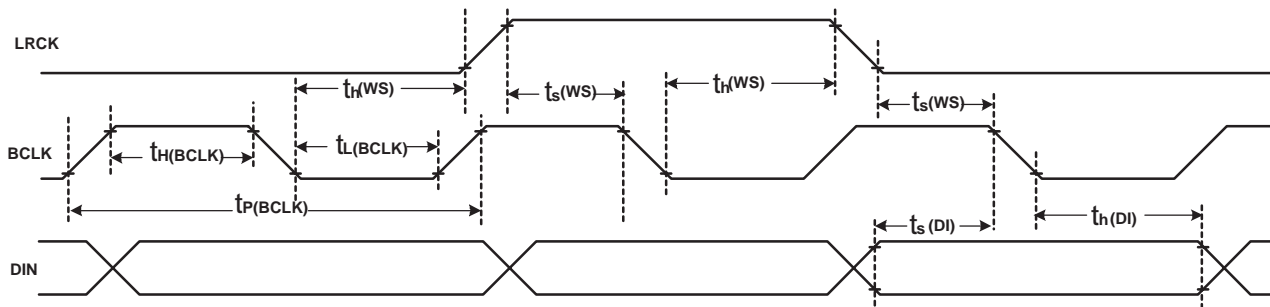 LRCK
th(WS) ts(WS) th(WS)
ts(WS)
BCLK tH(BCLK) tL(BCLK)
tP(BCLK)
ts(DI) th(DI)
DIN